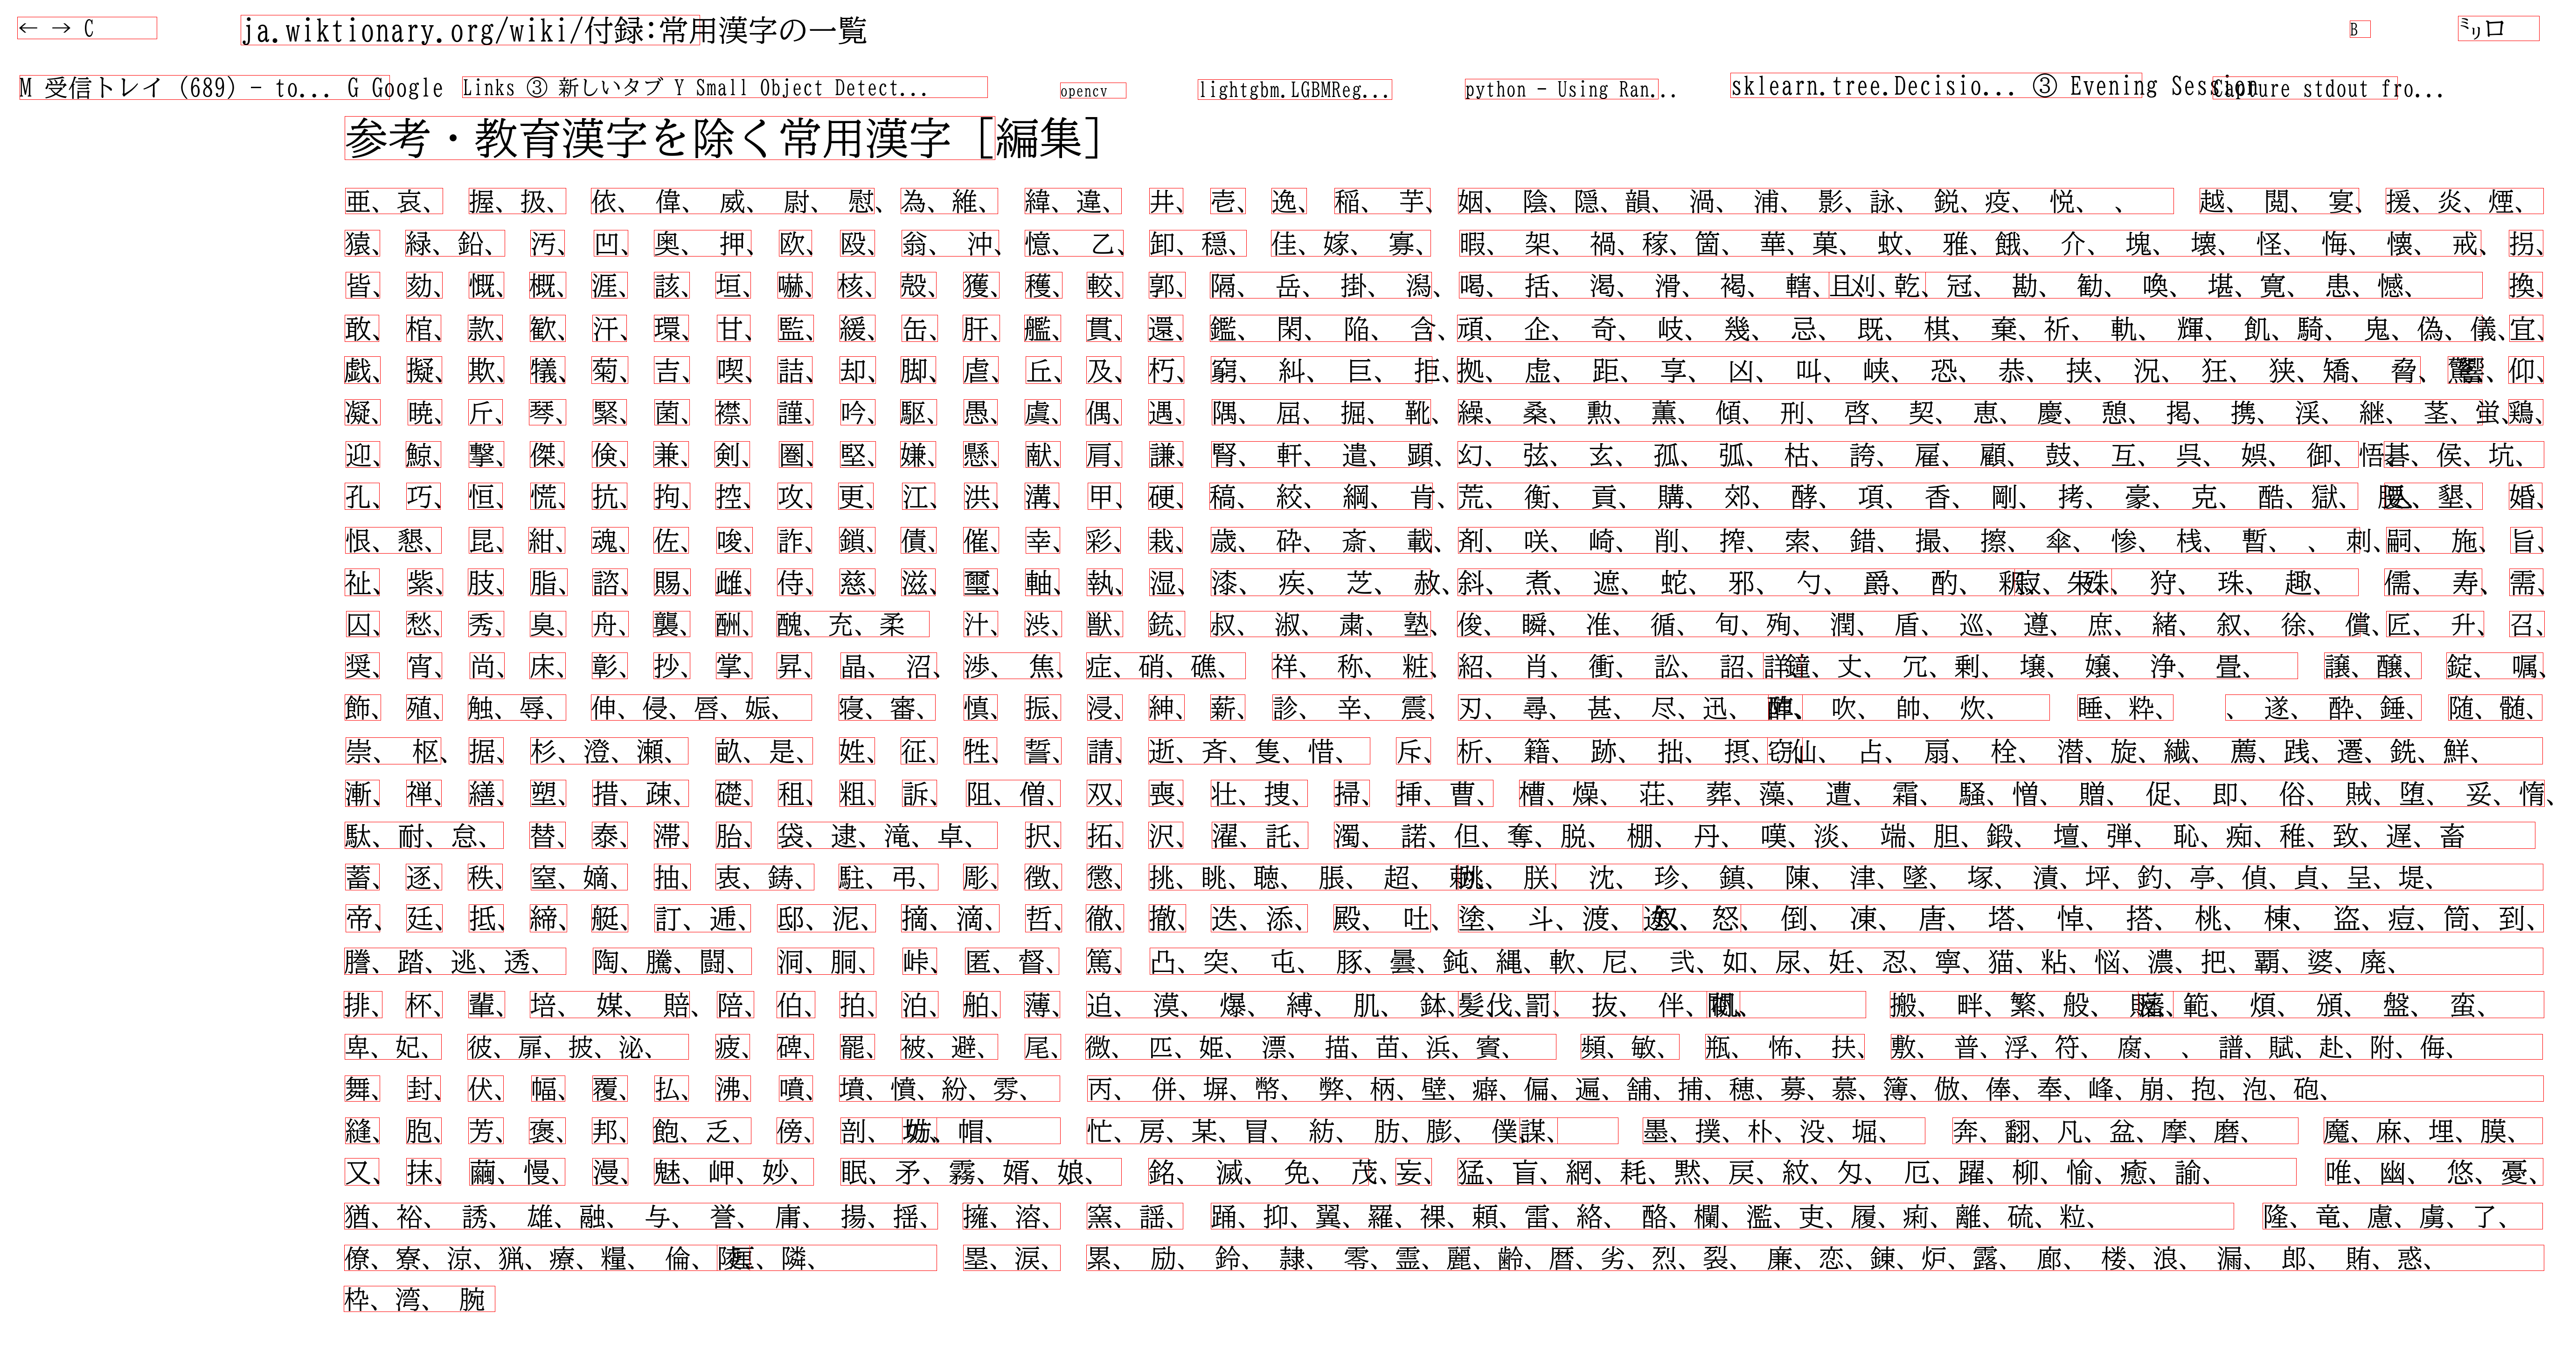 ← → C ja.wiktionary.org/wiki/付録:常用漢字の一覧 B ミリロ
M 受信トレイ (689) - to... G Google Links ③ 新しいタブ Y Small Object Detect... opencv lightgbm.LGBMReg... python - Using Ran... sklearn.tree.Decisio... ③ Evening Session Capture stdout fro...
参考・教育漢字を除く常用漢字 [編集]
亜、哀、握、扱、依、偉、威、尉、慰、為、維、緯、違、井、壱、逸、稲、芋、姻、陰、隠、韻、渦、浦、影、詠、鋭、疫、悦、、越、閲、宴、援、炎、煙、
猿、緑、鉛、汚、凹、奥、押、欧、殴、翁、沖、憶、乙、卸、穏、佳、嫁、寡、暇、架、禍、稼、箇、華、菓、蚊、雅、餓、介、塊、壊、怪、悔、懐、戒、拐、
皆、劾、慨、概、涯、該、垣、嚇、核、殻、獲、穫、較、郭、隔、岳、掛、潟、喝、括、渇、滑、褐、轄、且、刈、乾、冠、勘、勧、喚、堪、寛、患、憾、換、
敢、棺、款、歓、汗、環、甘、監、緩、缶、肝、艦、貫、還、鑑、閑、陥、含、頑、企、奇、岐、幾、忌、既、棋、棄、祈、軌、輝、飢、騎、鬼、偽、儀、宜、
戯、擬、欺、犠、菊、吉、喫、詰、却、脚、虐、丘、及、朽、窮、糾、巨、拒、拠、虚、距、享、凶、叫、峡、恐、恭、挟、況、狂、狭、矯、脅、響、驚、仰、
凝、暁、斤、琴、緊、菌、襟、謹、吟、駆、愚、虞、偶、遇、隅、屈、掘、靴、繰、桑、勲、薫、傾、刑、啓、契、恵、慶、憩、掲、携、渓、継、茎、蛍、鶏、
迎、鯨、撃、傑、倹、兼、剣、圏、堅、嫌、懸、献、肩、謙、腎、軒、遣、顕、幻、弦、玄、孤、弧、枯、誇、雇、顧、鼓、互、呉、娯、御、悟、碁、侯、坑、
孔、巧、恒、慌、抗、拘、控、攻、更、江、洪、溝、甲、硬、稿、絞、綱、肯、荒、衡、貢、購、郊、酵、項、香、剛、拷、豪、克、酷、獄、腰、込、墾、婚、
恨、懇、昆、紺、魂、佐、唆、詐、鎖、債、催、幸、彩、栽、歳、砕、斎、載、剤、咲、崎、削、搾、索、錯、撮、擦、傘、惨、桟、暫、、刺、嗣、施、旨、
祉、紫、肢、脂、諮、賜、雌、侍、慈、滋、璽、軸、執、湿、漆、疾、芝、赦、斜、煮、遮、蛇、邪、勺、爵、酌、釈、寂、朱、殊、狩、珠、趣、儒、寿、需、
囚、愁、秀、臭、舟、襲、酬、醜、充、柔 汁、渋、獣、銃、叔、淑、粛、塾、俊、瞬、准、循、旬、殉、潤、盾、巡、遵、庶、緒、叙、徐、償、匠、升、召、
奨、宵、尚、床、彰、抄、掌、昇、晶、沼、渉、焦、症、硝、礁、祥、称、粧、紹、肖、衝、訟、詔、詳、鐘、丈、冗、剰、壌、嬢、浄、畳、譲、醸、錠、嘱、
飾、殖、触、辱、伸、侵、唇、娠、寝、審、慎、振、浸、紳、薪、診、辛、震、刃、尋、甚、尽、迅、酢、吹、帥、炊、睡、粋、、遂、酔、錘、随、髄、
崇、枢、据、杉、澄、瀬、畝、是、姓、征、牲、誓、請、逝、斉、隻、惜、斥、析、籍、跡、拙、摂、窃、仙、占、扇、栓、潜、旋、繊、薦、践、遷、銑、鮮、
漸、禅、繕、塑、措、疎、礎、租、粗、訴、阻、僧、双、喪、壮、捜、掃、挿、曹、槽、燥、荘、葬、藻、遭、霜、騒、憎、贈、促、即、俗、賊、堕、妥、惰、
駄、耐、怠、替、泰、滞、胎、袋、逮、滝、卓、択、拓、沢、濯、託、濁、諾、但、奪、脱、棚、丹、嘆、淡、端、胆、鍛、壇、弾、恥、痴、稚、致、遅、畜
蓄、逐、秩、窒、嫡、抽、衷、鋳、駐、弔、彫、徴、懲、挑、眺、聴、脹、超、勅、跳、朕、沈、珍、鎮、陳、津、墜、塚、漬、坪、釣、亭、偵、貞、呈、堤、
帝、廷、抵、締、艇、訂、逓、邸、泥、摘、滴、哲、徹、撤、迭、添、殿、吐、塗、斗、渡、途、奴、怒、倒、凍、唐、塔、悼、搭、桃、棟、盗、痘、筒、到、
謄、踏、逃、透、陶、騰、闘、洞、胴、峠、匿、督、篤、凸、突、屯、豚、曇、鈍、縄、軟、尼、弐、如、尿、妊、忍、寧、猫、粘、悩、濃、把、覇、婆、廃、
排、杯、輩、培、媒、賠、陪、伯、拍、泊、舶、薄、迫、漠、爆、縛、肌、鉢、髪、伐、罰、抜、伴、閥、帆、搬、畔、繁、般、販、藩、範、煩、頒、盤、蛮、
卑、妃、彼、扉、披、泌、疲、碑、罷、被、避、尾、微、匹、姫、漂、描、苗、浜、賓、頻、敏、瓶、怖、扶、敷、普、浮、符、腐、、譜、賦、赴、附、侮、
舞、封、伏、幅、覆、払、沸、噴、墳、憤、紛、雰、丙、併、塀、幣、弊、柄、壁、癖、偏、遍、舗、捕、穂、募、慕、簿、倣、俸、奉、峰、崩、抱、泡、砲、
縫、胞、芳、褒、邦、飽、乏、傍、剖、坊、妨、帽、忙、房、某、冒、紡、肪、膨、僕、謀、墨、撲、朴、没、堀、奔、翻、凡、盆、摩、磨、魔、麻、埋、膜、
又、抹、繭、慢、漫、魅、岬、妙、眠、矛、霧、婿、娘、銘、滅、免、茂、妄、猛、盲、網、耗、黙、戻、紋、匁、厄、躍、柳、愉、癒、諭、唯、幽、悠、憂、
猶、裕、誘、雄、融、与、誉、庸、揚、揺、擁、溶、窯、謡、踊、抑、翼、羅、裸、頼、雷、絡、酪、欄、濫、吏、履、痢、離、硫、粒、隆、竜、慮、虜、了、
僚、寮、涼、猟、療、糧、倫、陵、厘、隣、塁、涙、累、励、鈴、隷、零、霊、麗、齢、暦、劣、烈、裂、廉、恋、錬、炉、露、廊、楼、浪、漏、郎、賄、惑、
枠、湾、腕